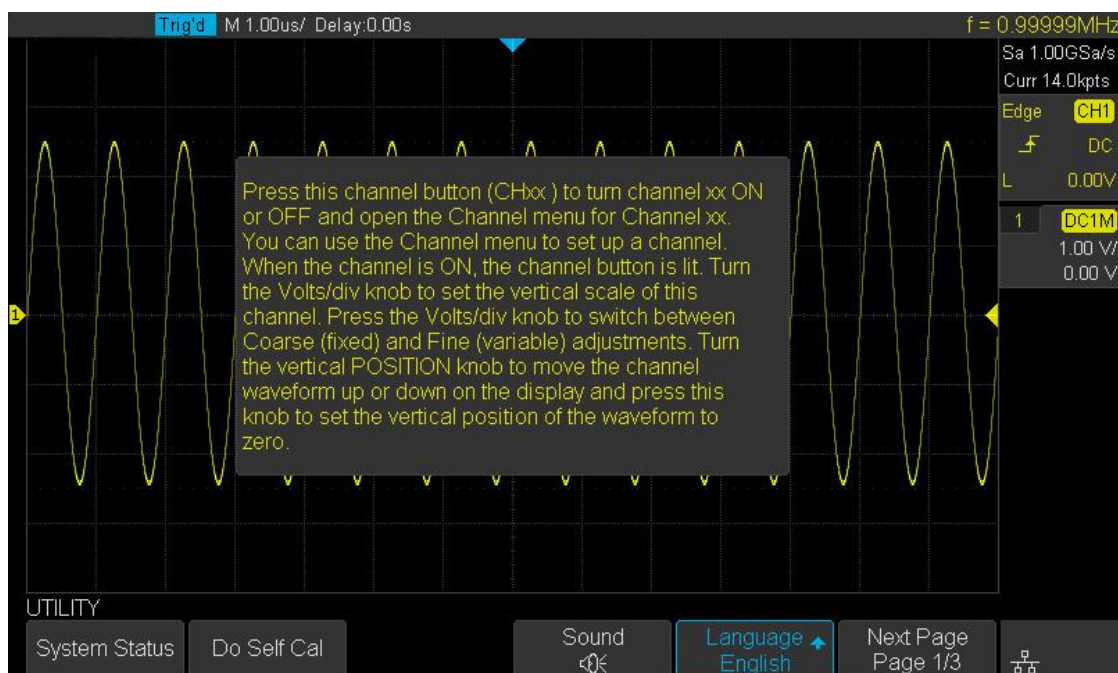 Trig'd M 1.00us/ Delay:0.00s f = 0.99999MHz
Sa 1.00GSa/s
Curr 14.0kpts
Edge CH1
DC
L 0.00V
1 DC1M
1.00 V/
0.00 V
Press this channel button (CHxx ) to turn channel xx ON
or OFF and open the Channel menu for Channel xx.
You can use the Channel menu to set up a channel.
When the channel is ON, the channel button is lit. Turn
the Volts/div knob to set the vertical scale of this
channel. Press the Volts/div knob to switch between
Coarse (fixed) and Fine (variable) adjustments. Turn
the vertical POSITION knob to move the channel
waveform up or down on the display and press this
knob to set the vertical position of the waveform to
zero.
1
UTILITY
System Status
Do Self Cal
Sound
Language
English
Next Page
Page 1/3